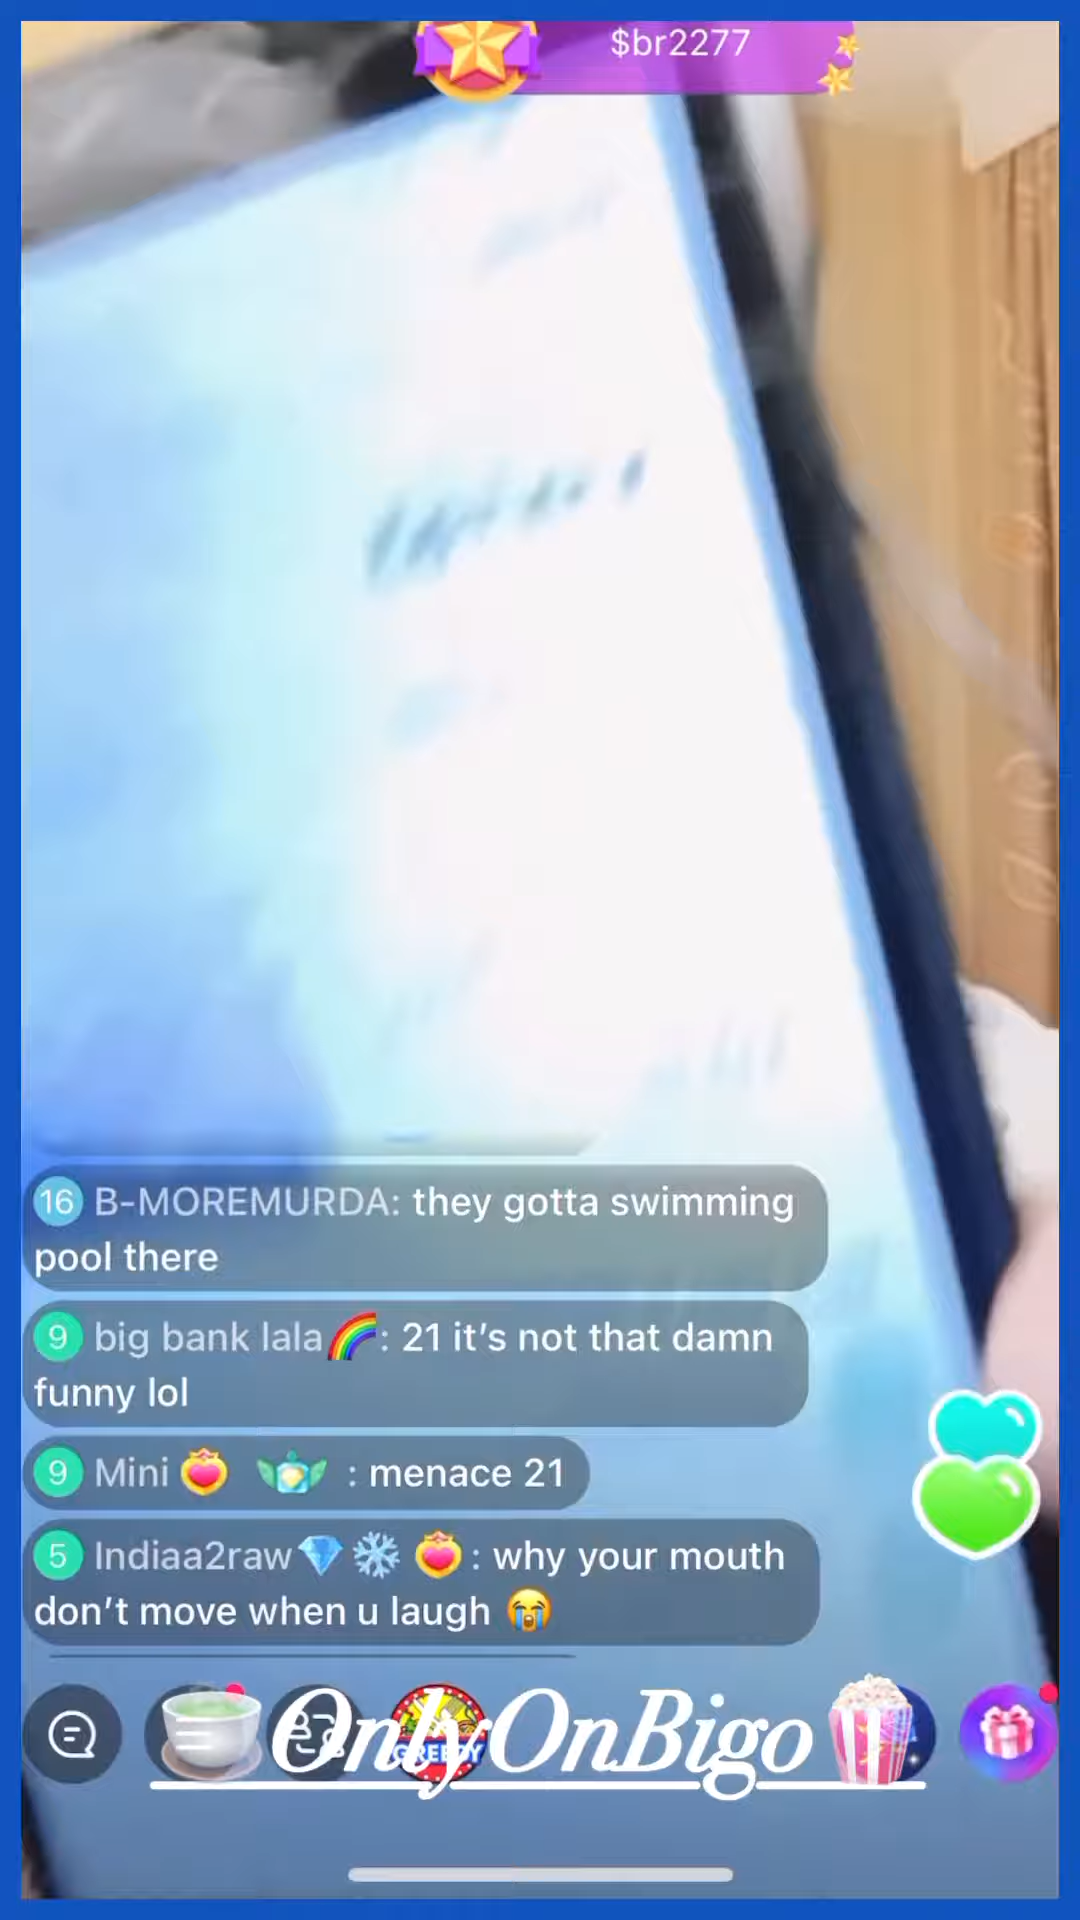 $br2277
16 B-MOREMURDA: they gotta swimming
pool there
9 big bank lala🌈: 21 it's not that damn
funny lol
9 Mini : menace 21
5 Indiaa2raw💎❄️ : why your mouth
don't move when u laugh 😭
GREEDY
OnlyOnBigo